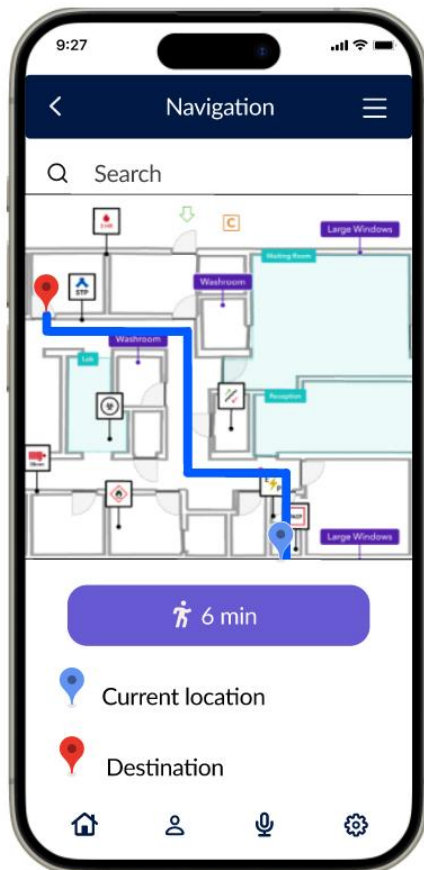 9:27
Navigation
Search
C
Large Windows
Waiting Room
STP
Washroom
Washroom
Lab
Reception
Large Windows
6 min
Current location
Destination